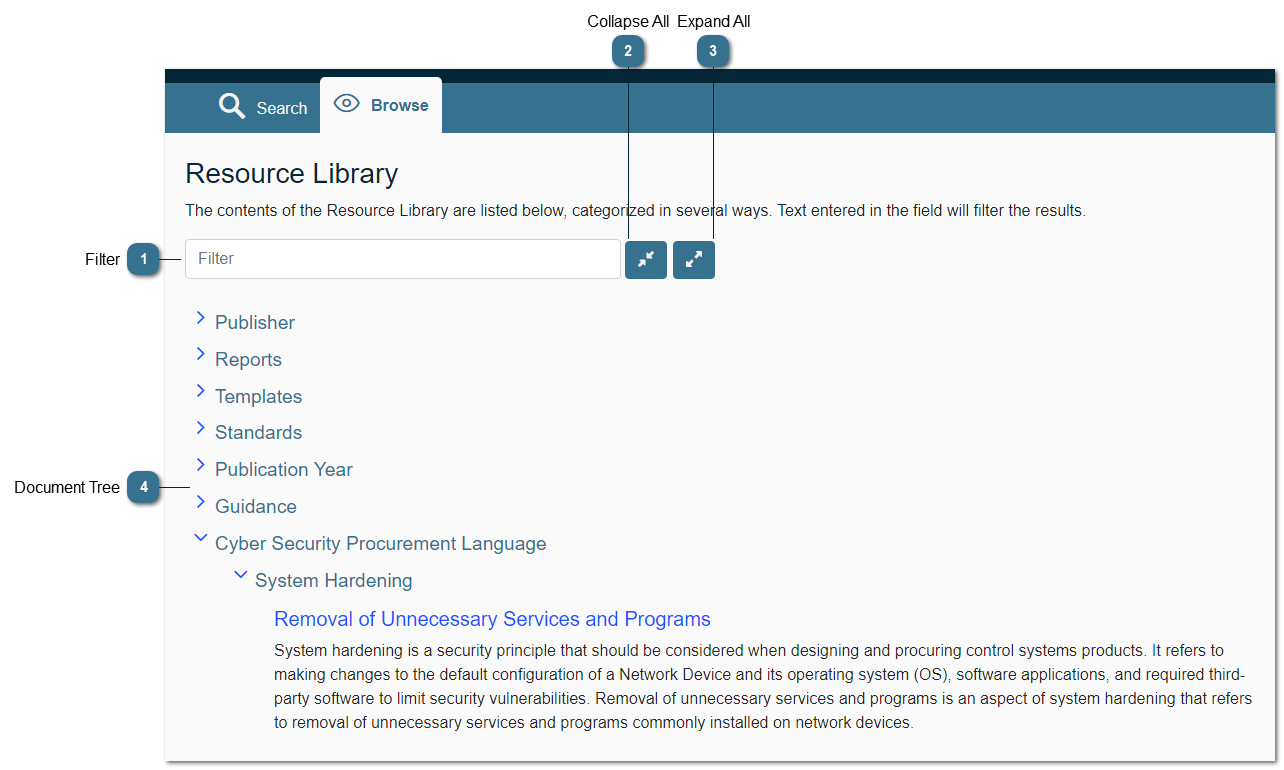 Collapse All Expand All
2 3
Search Browse
Resource Library
The contents of the Resource Library are listed below, categorized in several ways. Text entered in the field will filter the results.
Filter 1 Filter
Publisher
Reports
Templates
Standards
Publication Year
Document Tree 4
Guidance
Cyber Security Procurement Language
System Hardening
Removal of Unnecessary Services and Programs
System hardening is a security principle that should be considered when designing and procuring control systems products. It refers to
making changes to the default configuration of a Network Device and its operating system (OS), software applications, and required third-
party software to limit security vulnerabilities. Removal of unnecessary services and programs is an aspect of system hardening that refers
to removal of unnecessary services and programs commonly installed on network devices.